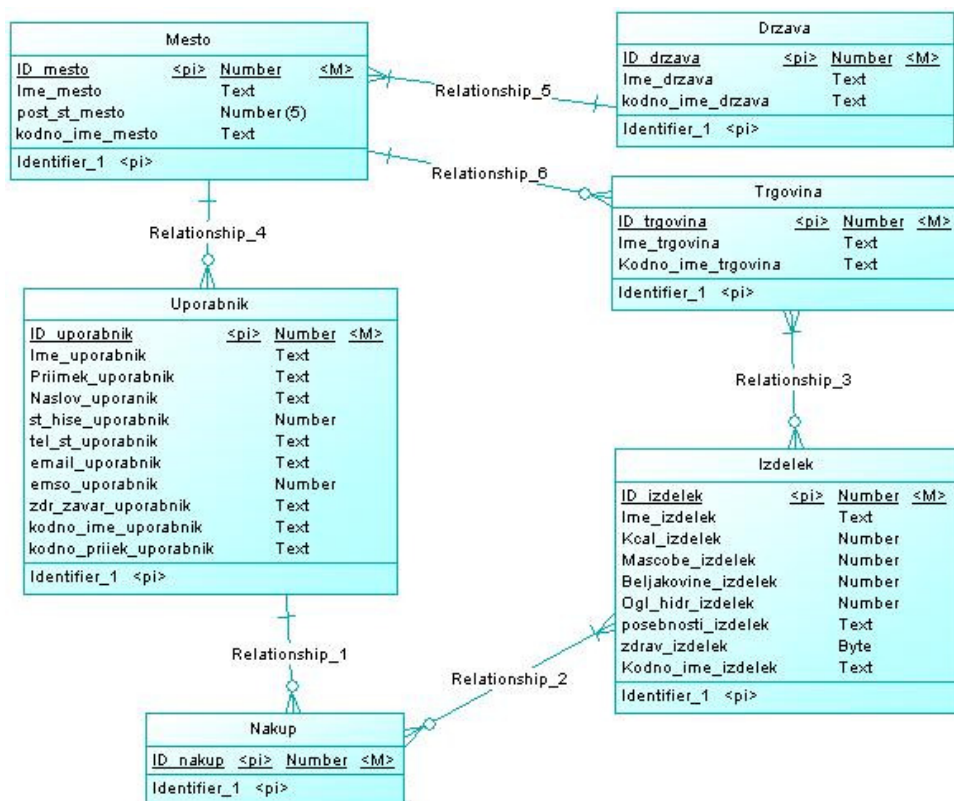 Mesto
ID_mesto <pi> Number <M>
Ime_mesto Text
post_st_mesto Number (5)
kodno_ime_mesto Text
Identifier_1 <pi>
Drzava
ID_drzava <pi> Number <M>
Ime_drzava Text
kodno_ime_drzava Text
Identifier_1 <pi>
Relationship_5
Relationship_6
Trgovina
ID_trgovina <pi> Number <M>
Ime_trgovina Text
Kodno_ime_trgovina Text
Identifier_1 <pi>
Relationship_4
Uporabnik
ID_uporabnik <pi> Number <M>
Ime_uporabnik Text
Priimek_uporabnik Text
Naslov_uporanik Text
st_hise_uporabnik Number
tel_st_uporabnik Text
email_uporabnik Text
emso_uporabnik Number
zdr_zavar_uporabnik Text
kodno_ime_uporabnik Text
kodno_priiek_uporabnik Text
Identifier_1 <pi>
Relationship_3
Izdelek
ID_izdelek <pi> Number <M>
Ime_izdelek Text
Kcal_izdelek Number
Mascobe_izdelek Number
Beljakovine_izdelek Number
Ogl_hidr_izdelek Number
posebnosti_izdelek Text
zdrav_izdelek Byte
Kodno_ime_izdelek Text
Identifier_1 <pi>
Relationship_1
Relationship_2
Nakup
ID_nakup <pi> Number <M>
Identifier_1 <pi>